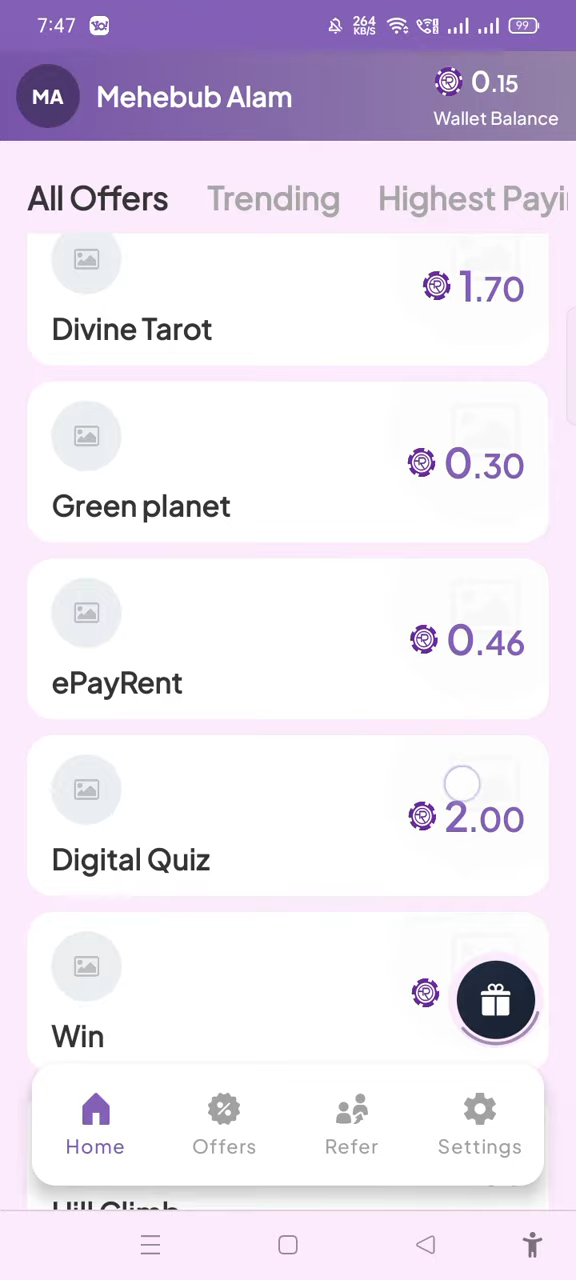 7:47
Yo!
264
KB/S
99
MA
Mehebub Alam
0.15
Wallet Balance
All Offers
Trending
Highest Payi
1.70
Divine Tarot
0.30
Green planet
0.46
ePayRent
2.00
Digital Quiz
Win
Home
Offers
Refer
Settings
Hill Climb